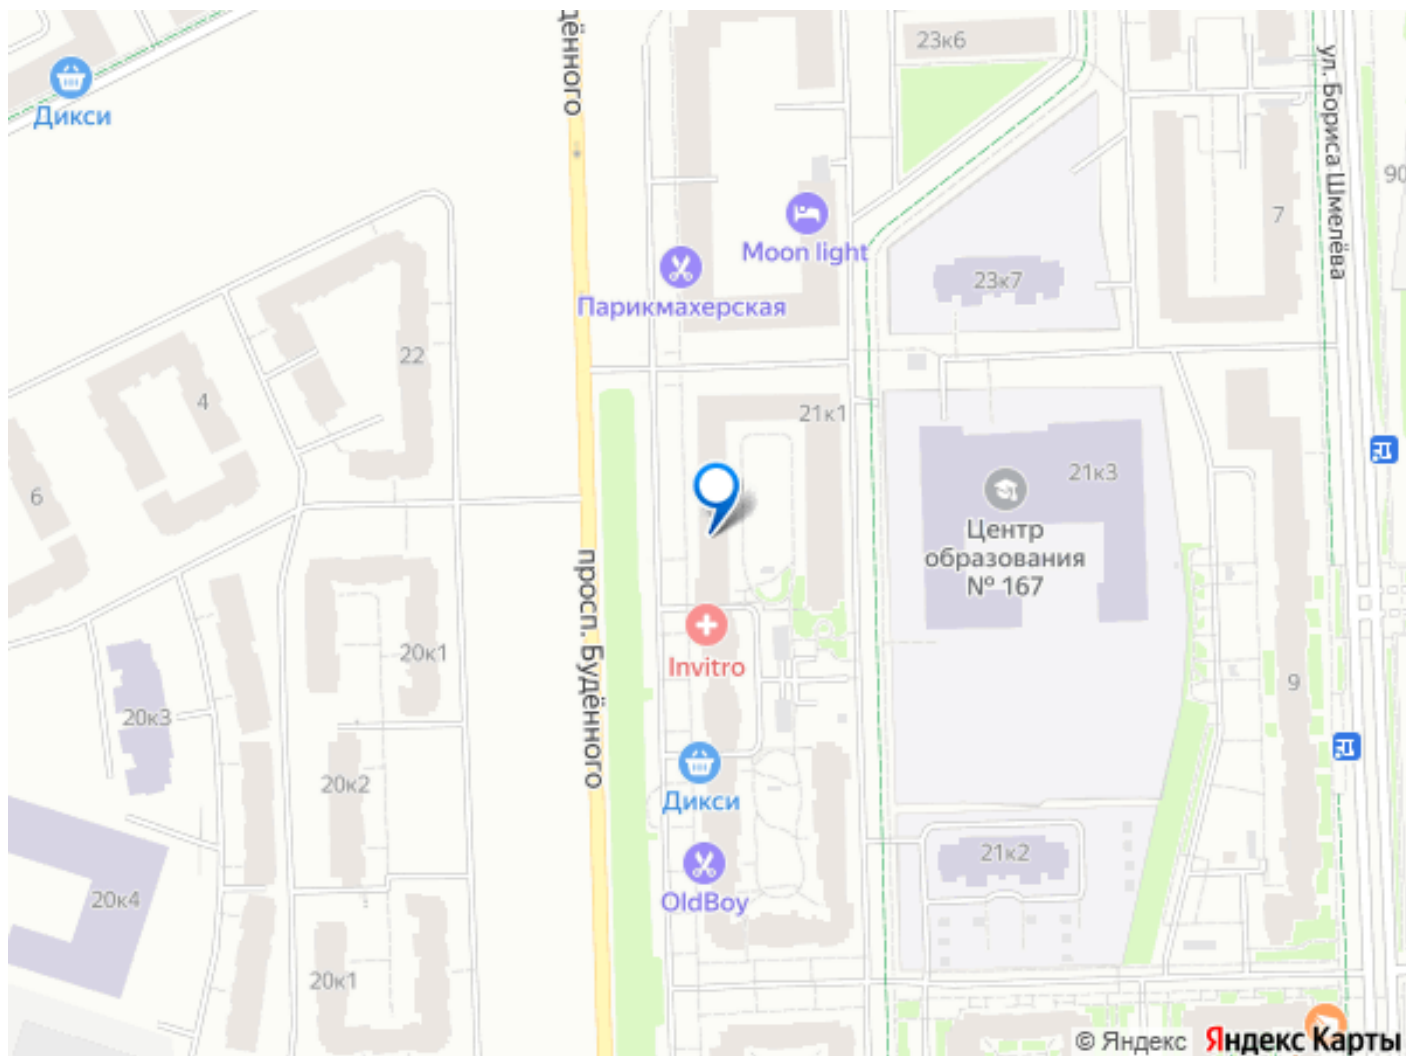 дённого
23к6
ул. Бориса Шмелёва
Дикси
90
7
Moon light
23к7
Парикмахерская
22
4
21к1
6
21к3
Центр
образования
№ 167
просп. Будённого
20к1
Invitro
9
20к3
20к2
Дикси
21к2
OldBoy
20к4
20к1
© Яндекс Яндекс Карты